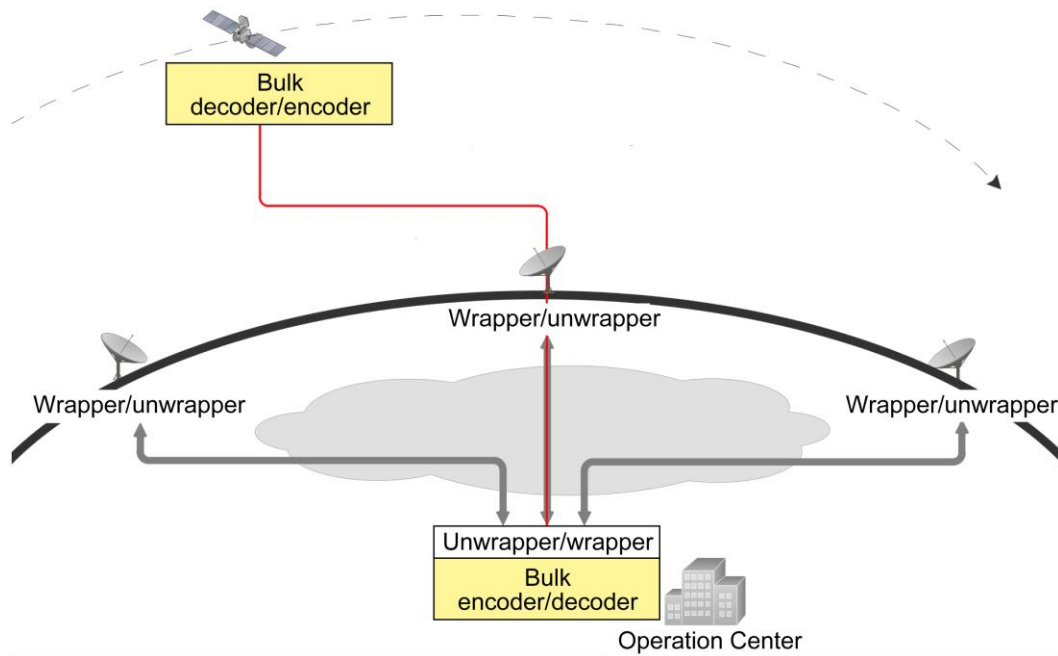 Bulk
decoder/encoder
Wrapper/unwrapper
Wrapper/unwrapper
Wrapper/unwrapper
Unwrapper/wrapper
Bulk
encoder/decoder
Operation Center